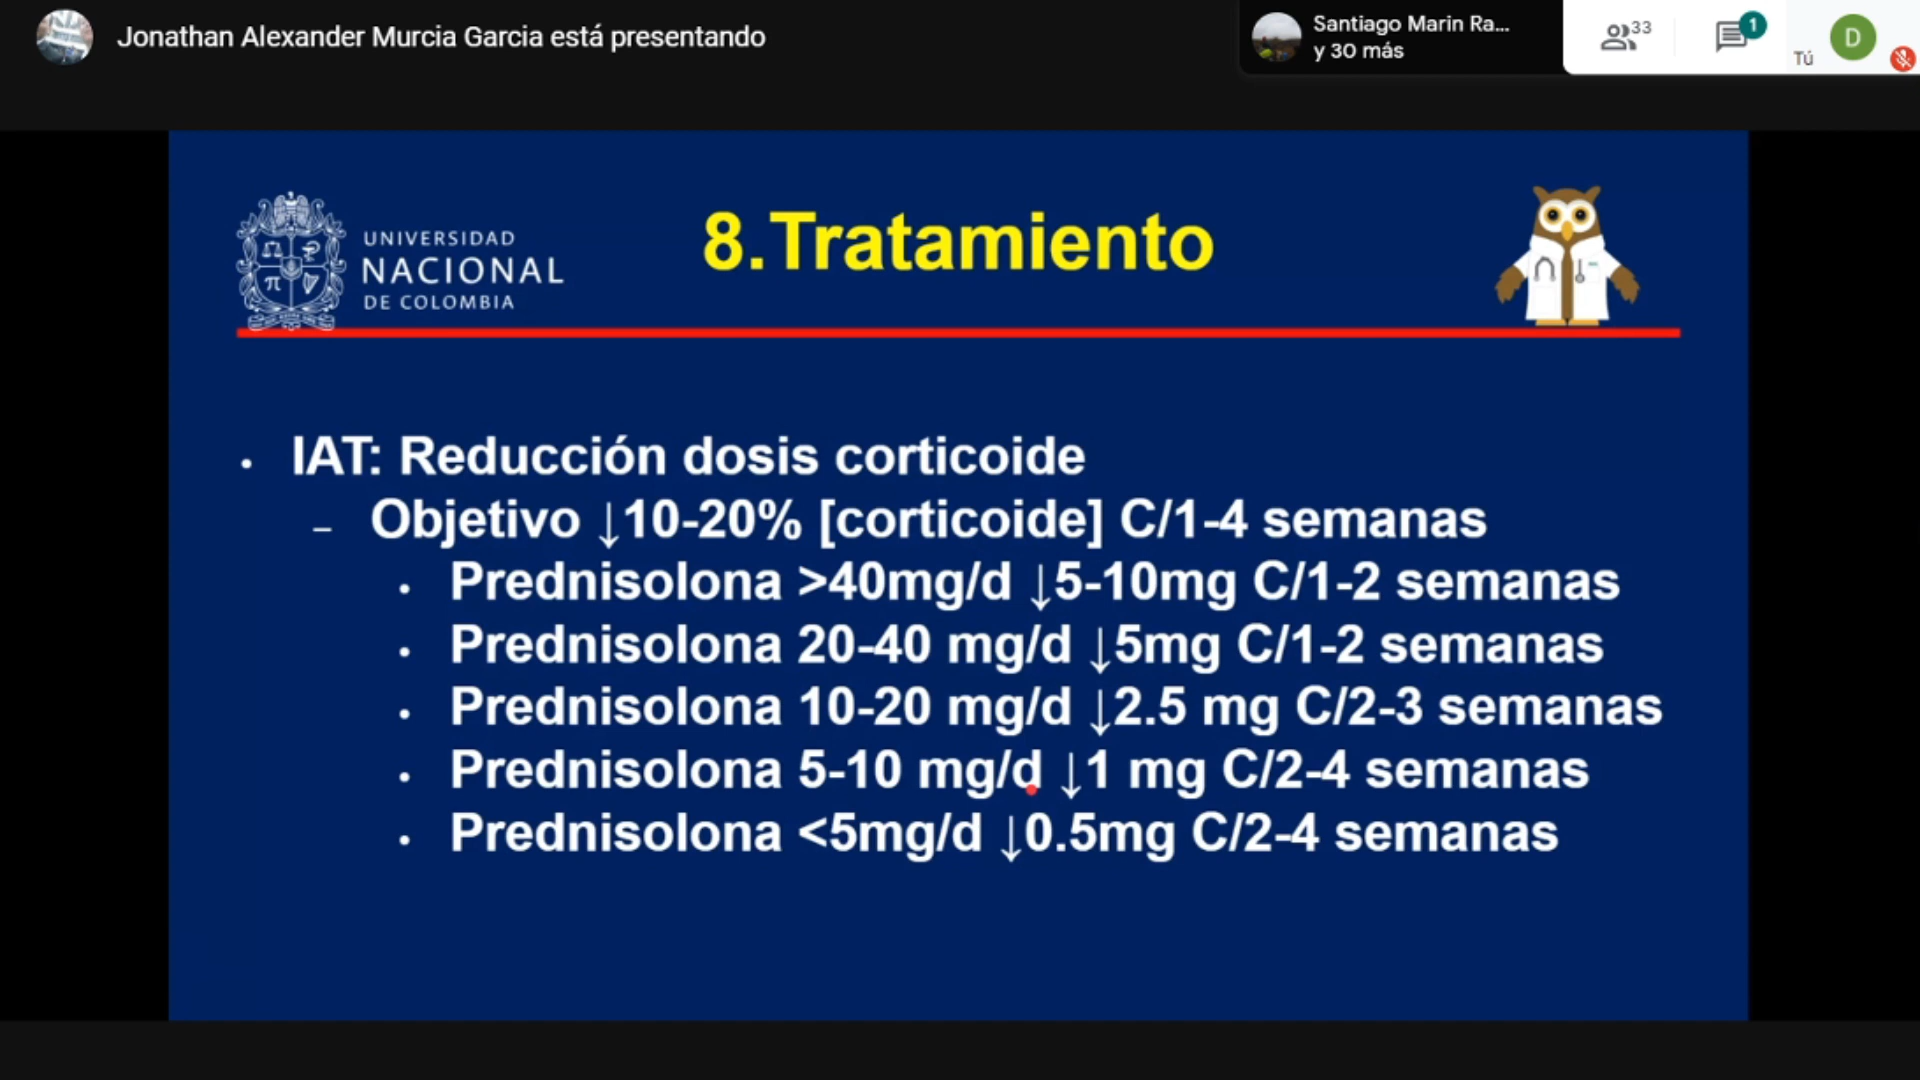 Jonathan Alexander Murcia Garcia está presentando
Santiago Marin Ra...
y 30 más
33
1
Tú
D
UNIVERSIDAD
NACIONAL
DE COLOMBIA
8.Tratamiento
• IAT: Reducción dosis corticoide
– Objetivo ↓10-20% [corticoide] C/1-4 semanas
• Prednisolona >40mg/d ↓5-10mg C/1-2 semanas
• Prednisolona 20-40 mg/d ↓5mg C/1-2 semanas
• Prednisolona 10-20 mg/d ↓2.5 mg C/2-3 semanas
• Prednisolona 5-10 mg/d ↓1 mg C/2-4 semanas
• Prednisolona <5mg/d ↓0.5mg C/2-4 semanas